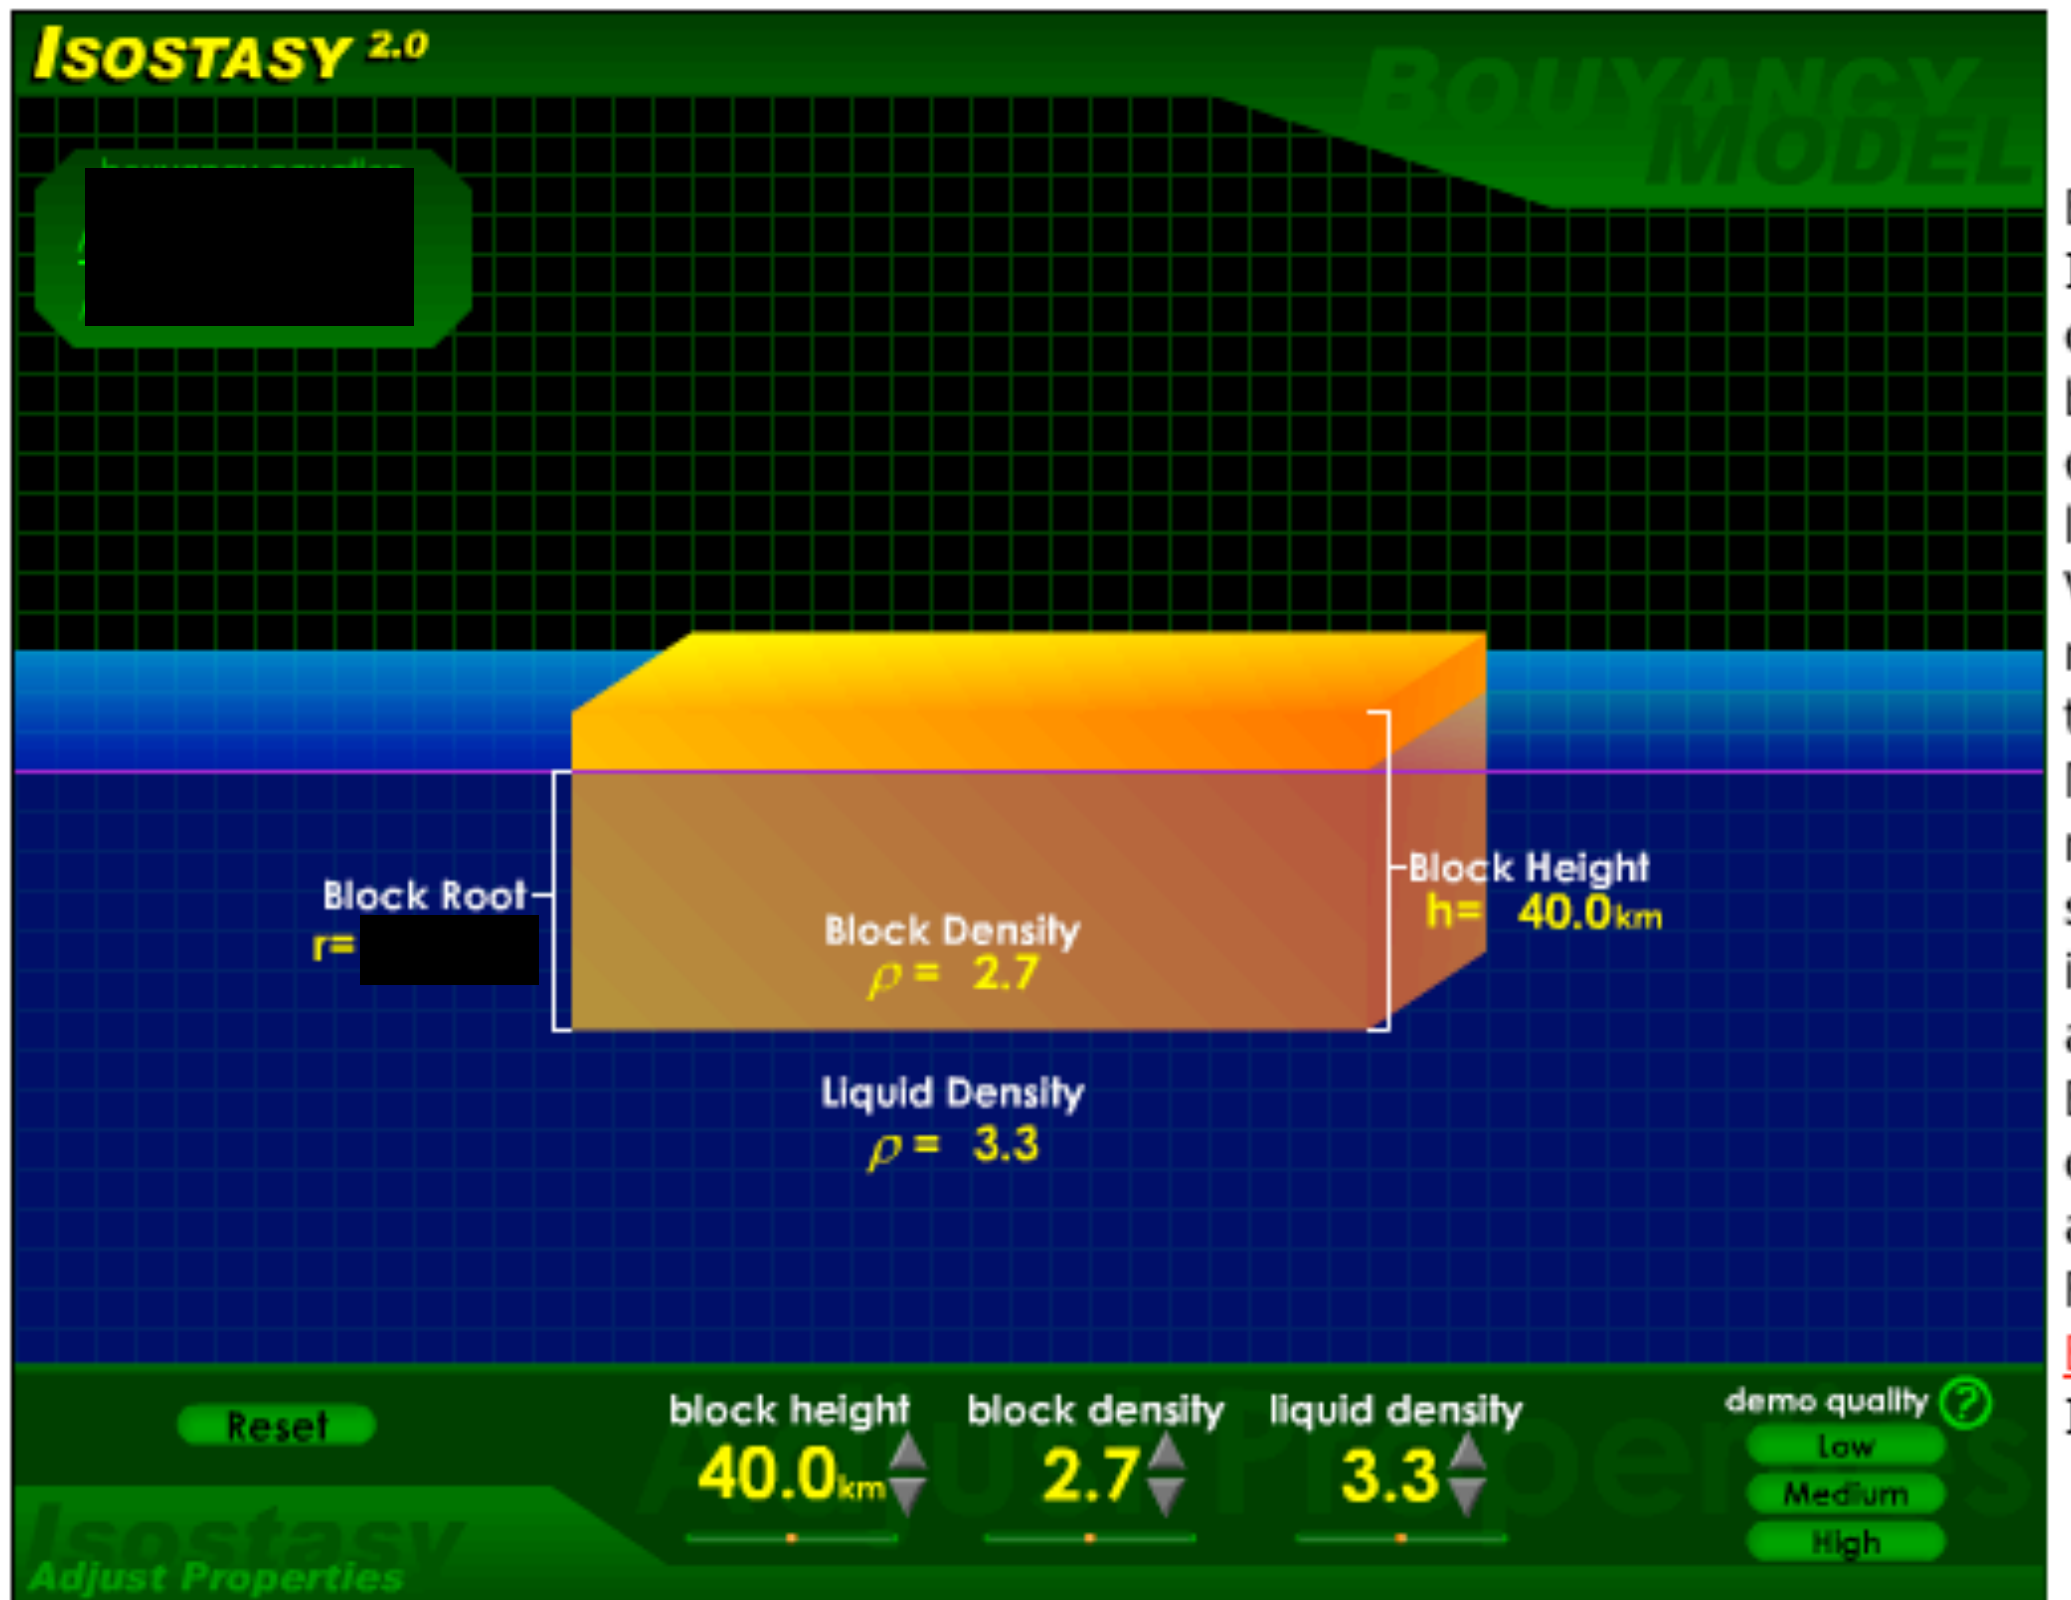 ISOSTASY 2.0
BOUYANCY
MODEL
Block Root
r=
Block Height
h= 40.0km
Block Density
ρ = 2.7
Liquid Density
ρ = 3.3
Reset
block height
40.0km
block density
2.7
liquid density
3.3
demo quality ?
Low
Medium
High
Isostasy
Adjust Properties